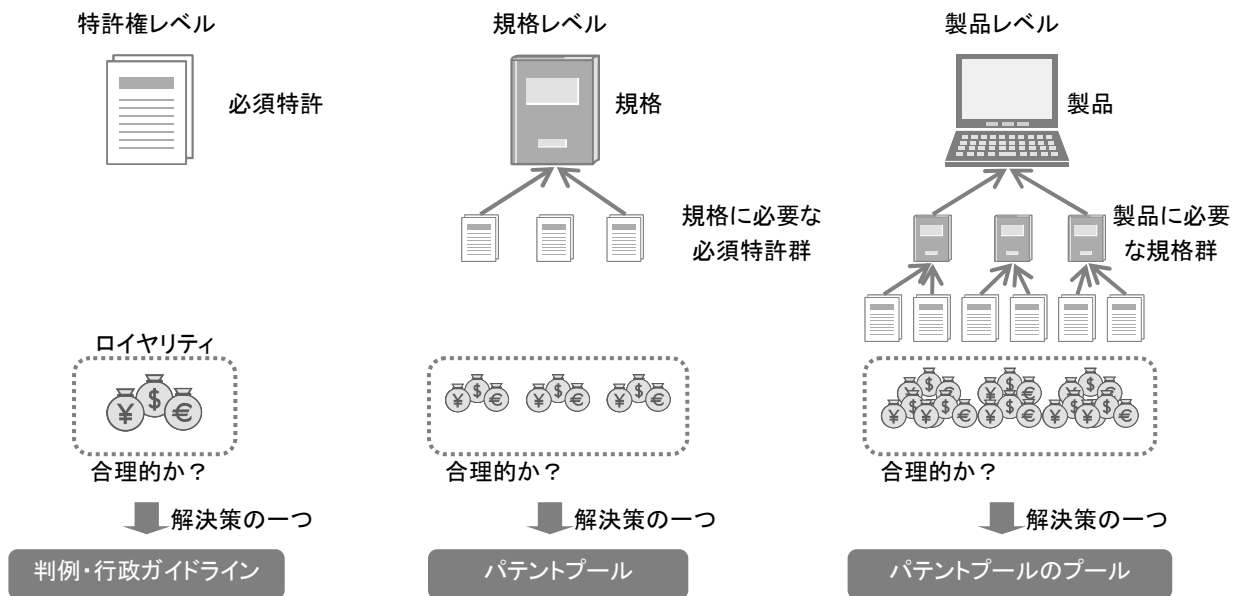 特許権レベル
必須特許
ロイヤリティ
¥ $ €
合理的か？
解決策の一つ
判例・行政ガイドライン
規格レベル
規格
規格に必要な
必須特許群
¥ $ € ¥ $ € ¥ $ €
合理的か？
解決策の一つ
パテントプール
製品レベル
製品
製品に必要
な規格群
合理的か？
解決策の一つ
パテントプールのプール